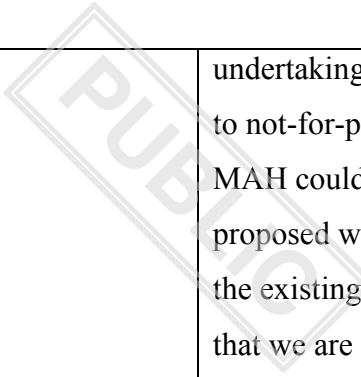 undertaking
to not-for-p
MAH could
proposed w
the existing
that we are
PUBLIC